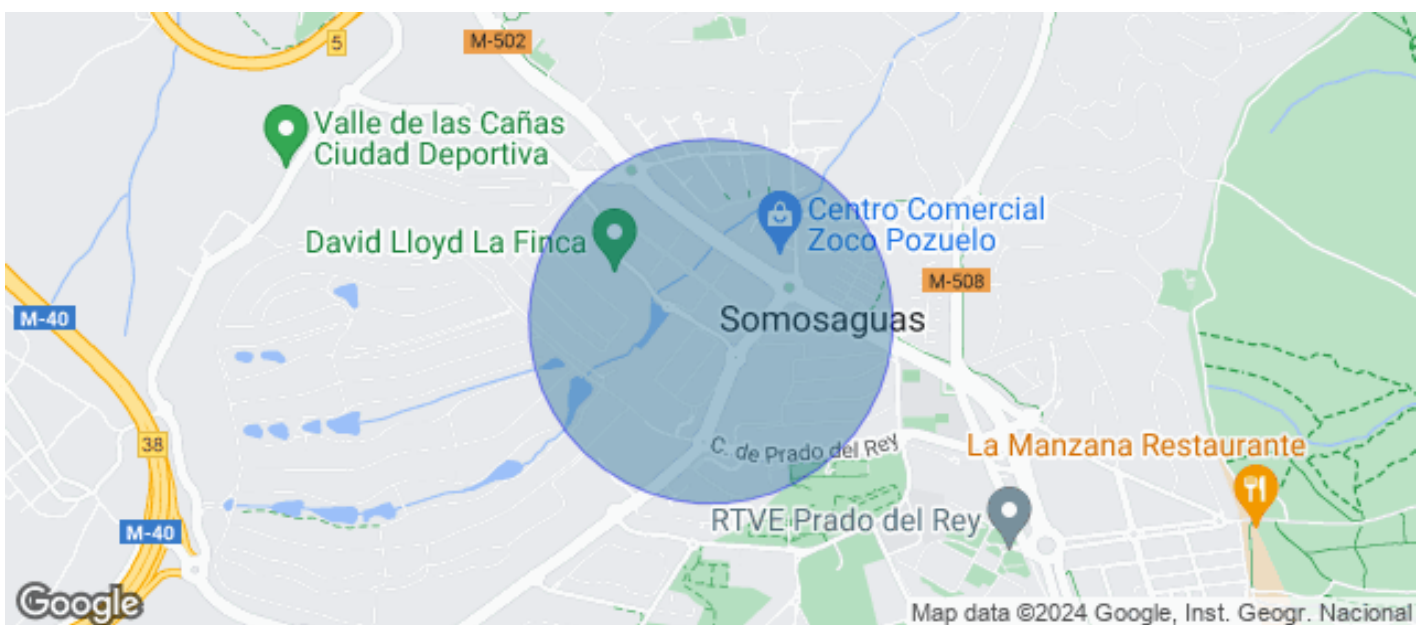 5
M-502
Valle de las Cañas
Ciudad Deportiva
Centro Comercial
Zoco Pozuelo
David Lloyd La Finca
M-508
M-40
Somosaguas
38
C. de Prado del Rey
La Manzana Restaurante
RTVE Prado del Rey
M-40
Google
Map data ©2024 Google, Inst. Geogr. Nacional